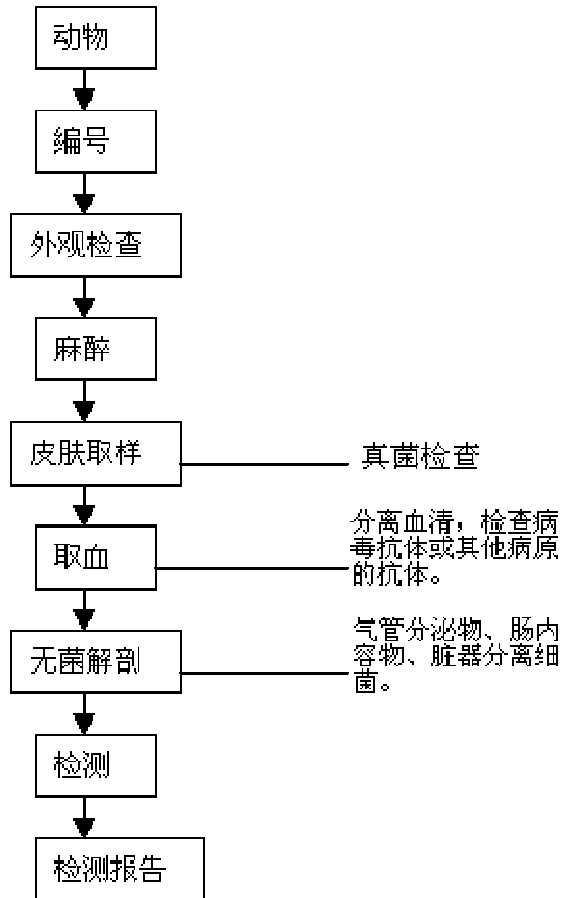 动物
编号
外观检查
麻醉
皮肤取样
真菌检查
取血
分离血清，检查病
毒抗体或其他病原
的抗体。
无菌解剖
气管分泌物、肠内
容物、脏器分离细
菌。
检测
检测报告